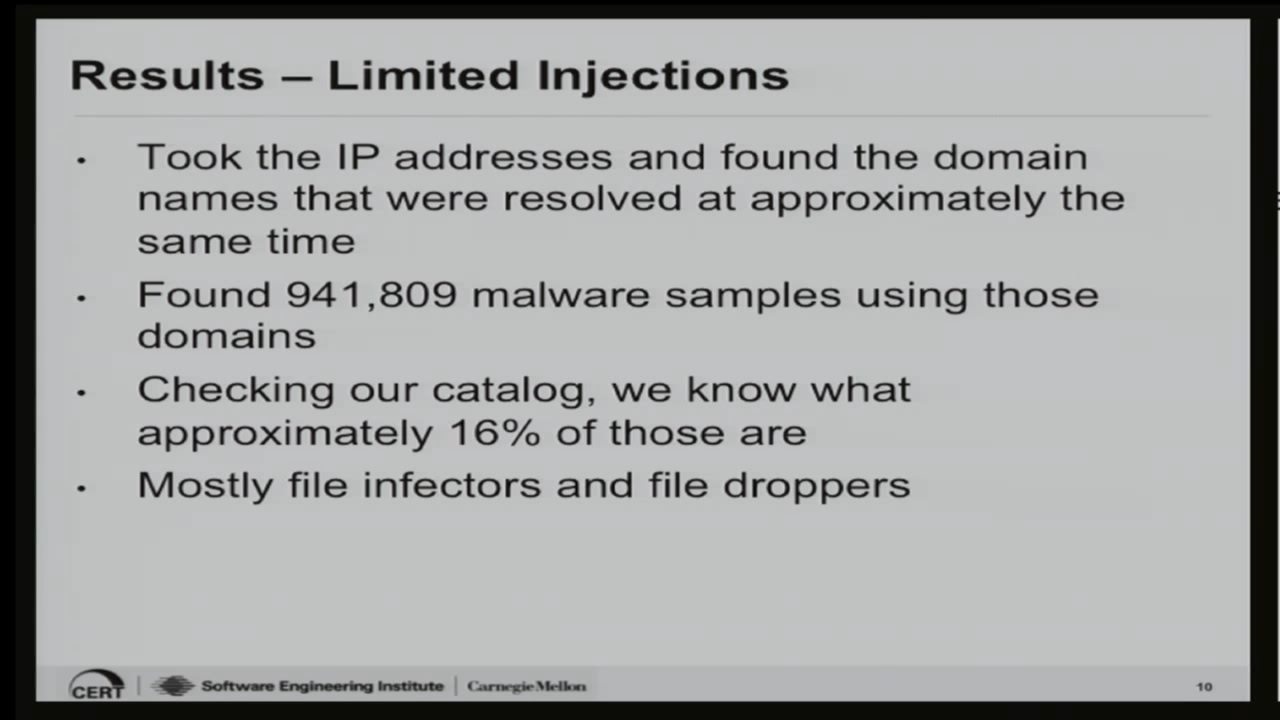 Results – Limited Injections
• Took the IP addresses and found the domain
names that were resolved at approximately the
same time
• Found 941,809 malware samples using those
domains
• Checking our catalog, we know what
approximately 16% of those are
• Mostly file infectors and file droppers
CERT | Software Engineering Institute | Carnegie Mellon
10